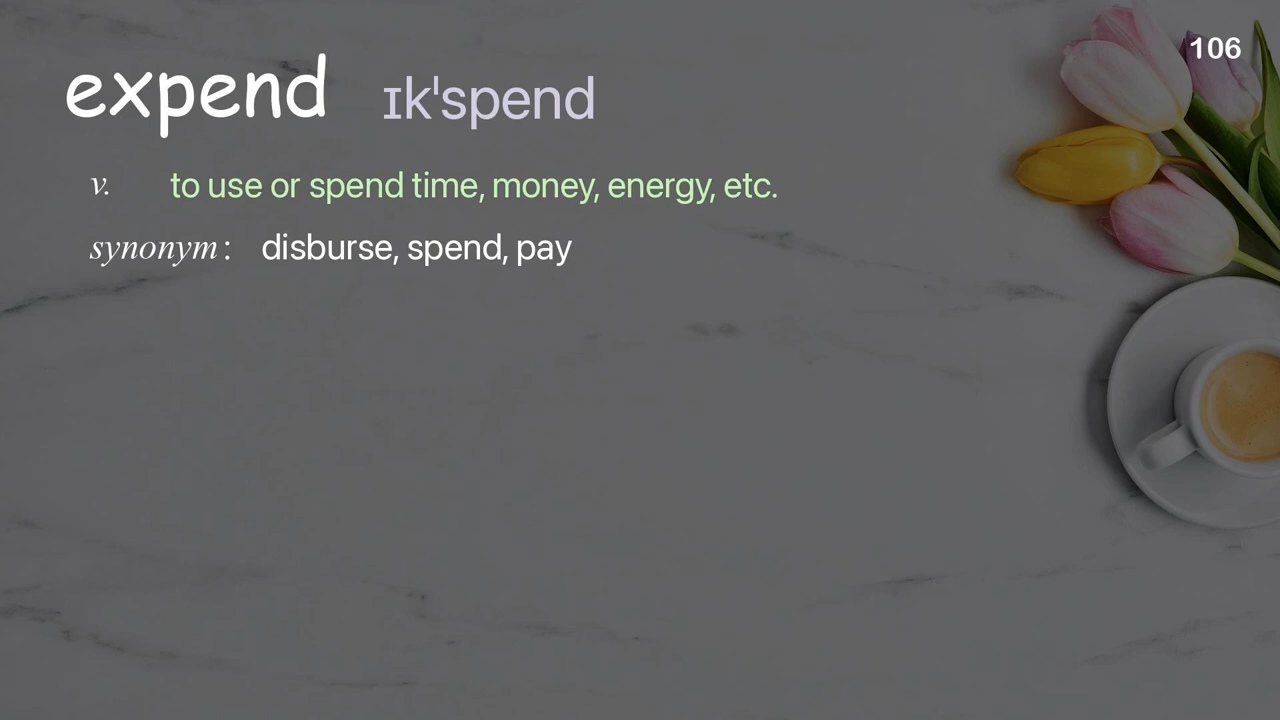 106
expend ɪk'spend
v. to use or spend time, money, energy, etc.
synonym: disburse, spend, pay